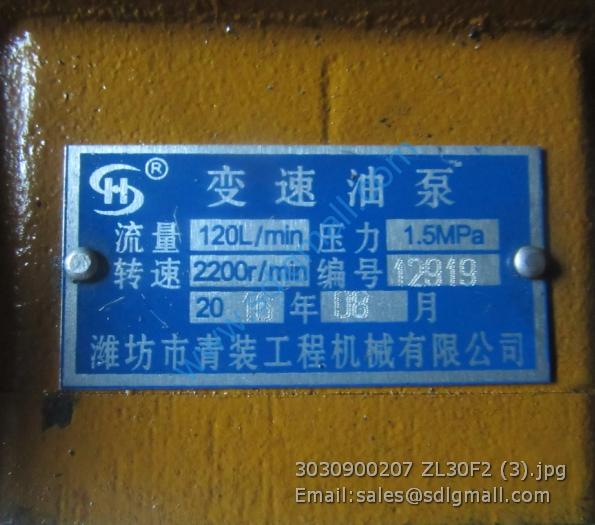 SH ® 变速油泵
流量 120L/min 压力 1.5MPa
转速 2200r/min 编号 12919
20 年 08 月
潍坊市青装工程机械有限公司
3030900207 ZL30F2 (3).jpg
Email:sales@sdlgmall.com